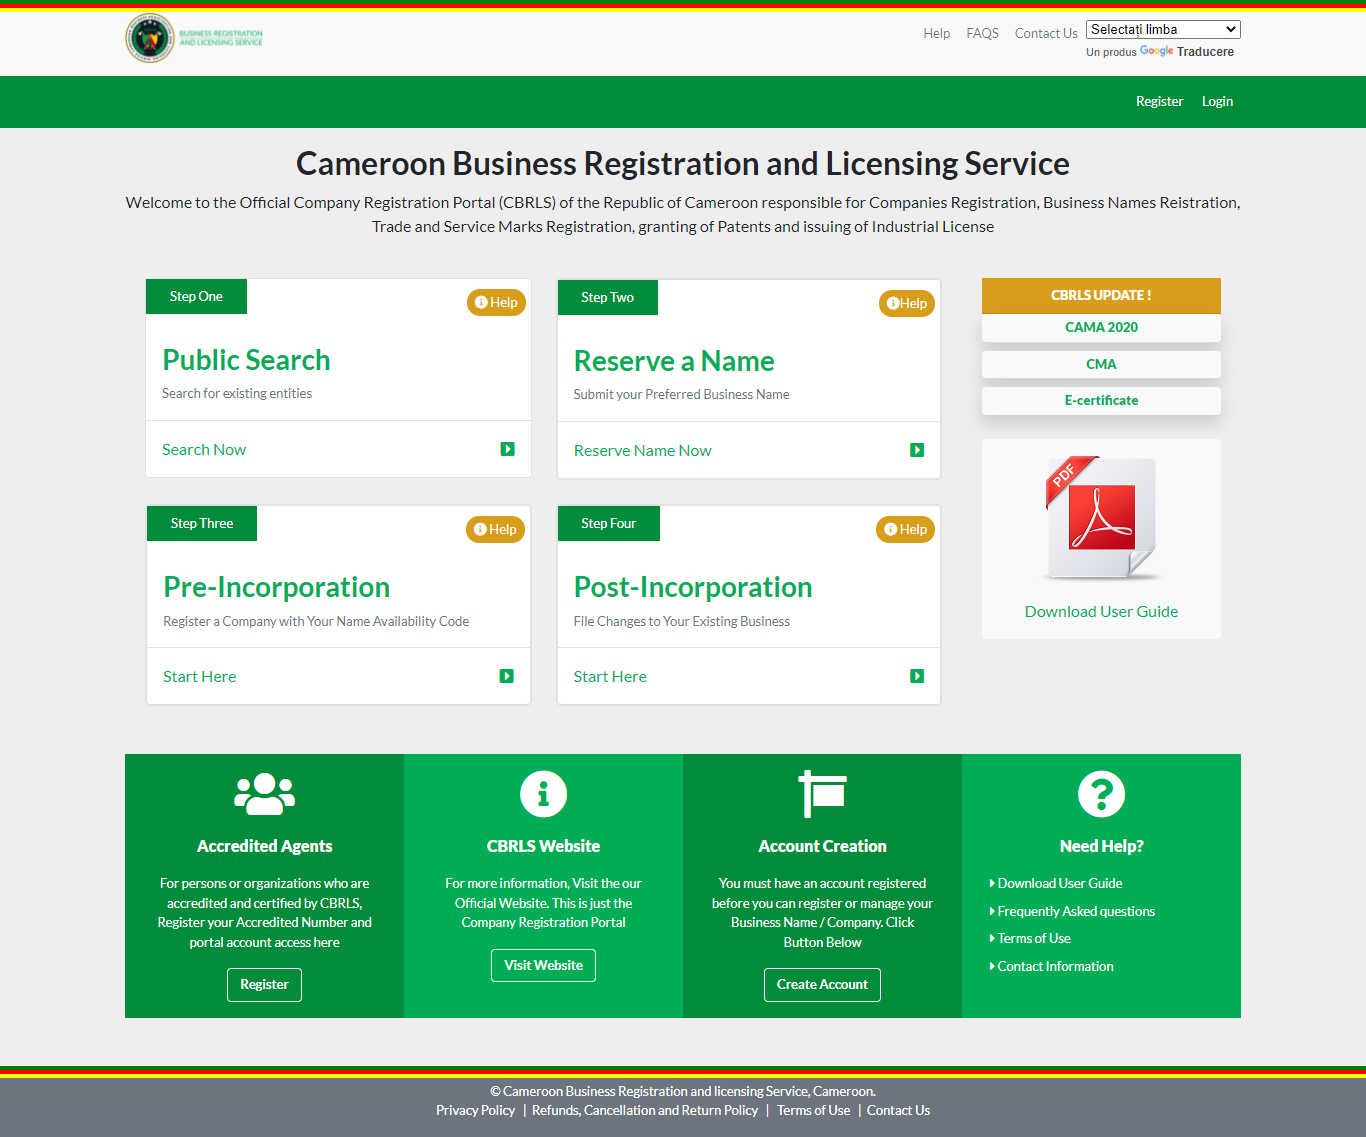 BUSINESS REGISTRATION
AND LICENSING SERVICE
Help FAQS Contact Us Selectați limba
Un produs Google Traducere
Register Login
Cameroon Business Registration and Licensing Service
Welcome to the Official Company Registration Portal (CBRLS) of the Republic of Cameroon responsible for Companies Registration, Business Names Reistration,
Trade and Service Marks Registration, granting of Patents and issuing of Industrial License
Step One
Help
Public Search
Search for existing entities
Search Now
Step Two
Help
Reserve a Name
Submit your Preferred Business Name
Reserve Name Now
CBRLS UPDATE !
CAMA 2020
CMA
E-certificate
PDF
Download User Guide
Step Three
Help
Pre-Incorporation
Register a Company with Your Name Availability Code
Start Here
Step Four
Help
Post-Incorporation
File Changes to Your Existing Business
Start Here
Accredited Agents
For persons or organizations who are
accredited and certified by CBRLS,
Register your Accredited Number and
portal account access here
Register
CBRLS Website
For more information, Visit the our
Official Website. This is just the
Company Registration Portal
Visit Website
Account Creation
You must have an account registered
before you can register or manage your
Business Name / Company. Click
Button Below
Create Account
Need Help?
Download User Guide
Frequently Asked questions
Terms of Use
Contact Information
© Cameroon Business Registration and licensing Service, Cameroon.
Privacy Policy | Refunds, Cancellation and Return Policy | Terms of Use | Contact Us